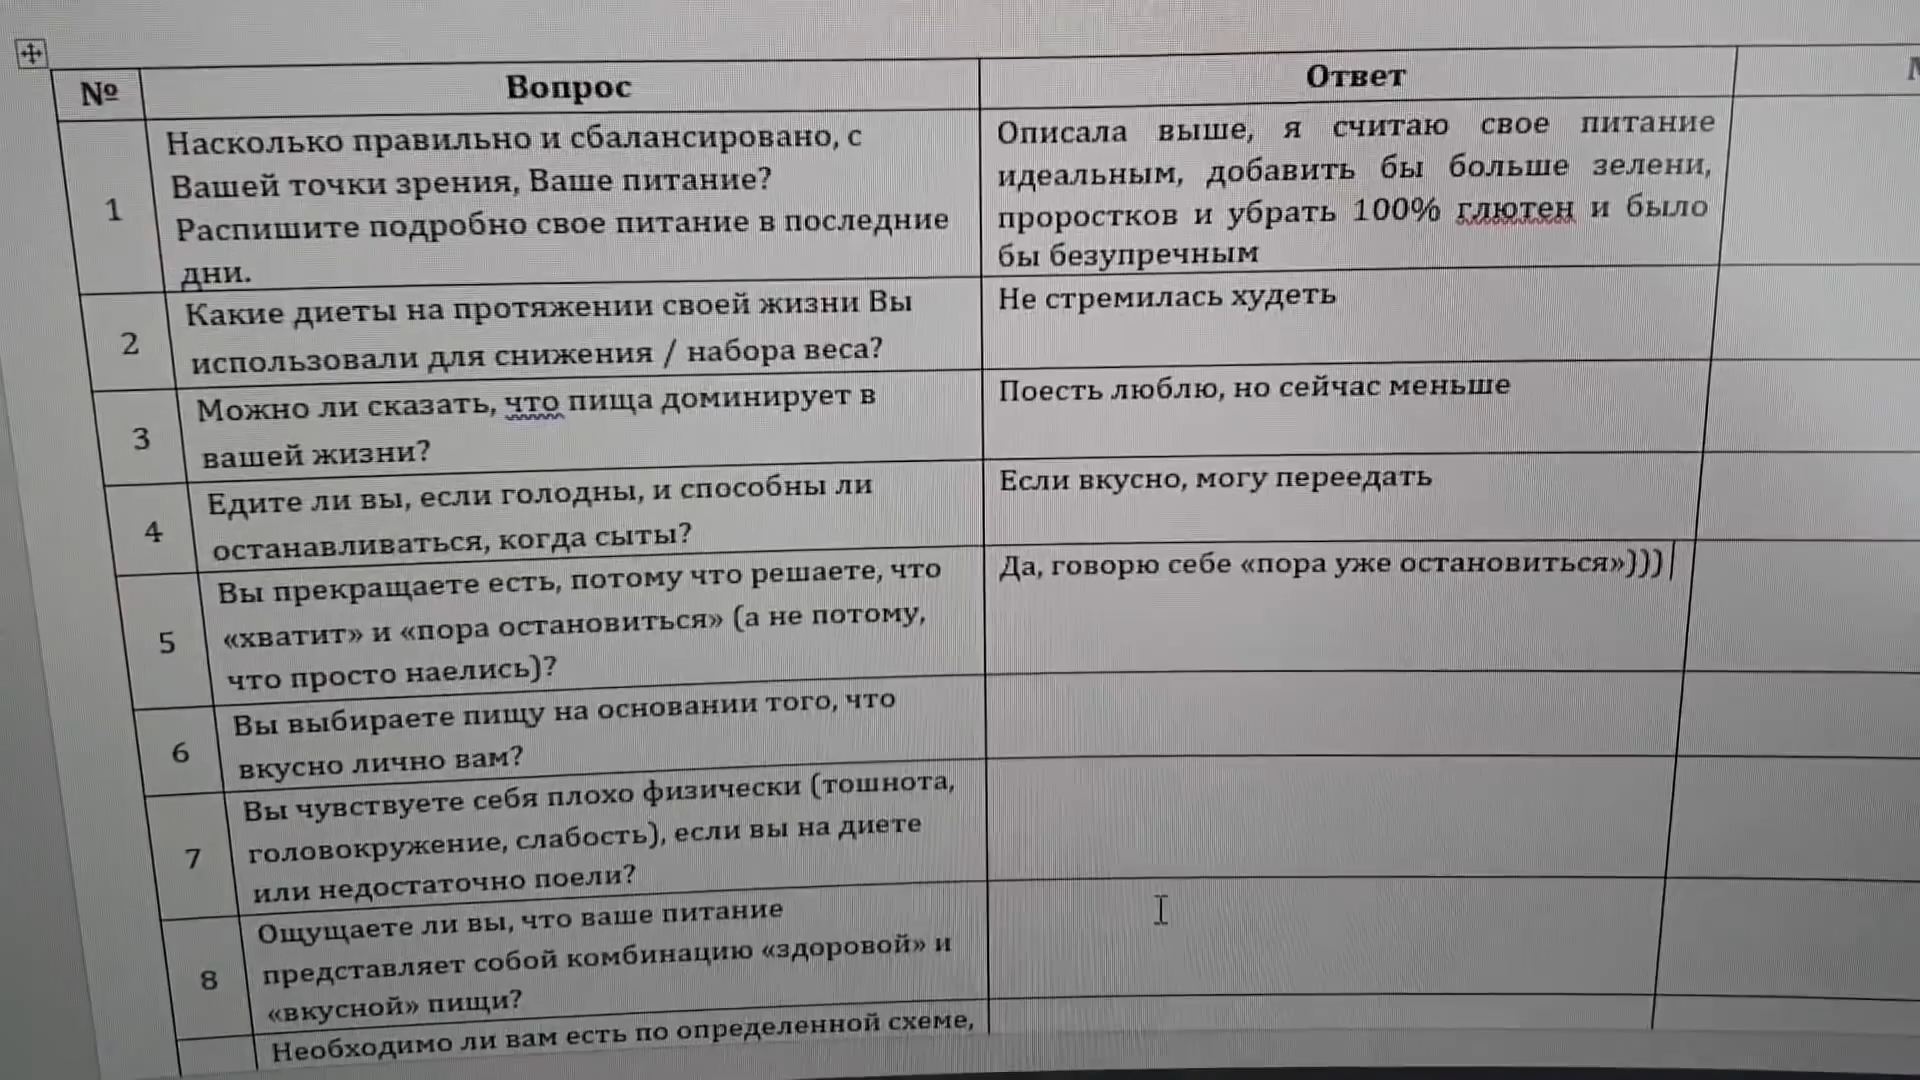 № Вопрос Ответ
1
Насколько правильно и сбалансировано, с
Вашей точки зрения, Ваше питание?
Распишите подробно свое питание в последние
дни.
Описала выше, я считаю свое питание
идеальным, добавить бы больше зелени,
проростков и убрать 100% глютен и было
бы безупречным
2
Какие диеты на протяжении своей жизни Вы
использовали для снижения / набора веса?
Не стремилась худеть
3
Можно ли сказать, что пища доминирует в
вашей жизни?
Поесть люблю, но сейчас меньше
4
Едите ли вы, если голодны, и способны ли
останавливаться, когда сыты?
Если вкусно, могу переедать
5
Вы прекращаете есть, потому что решаете, что
«хватит» и «пора остановиться» (а не потому,
что просто наелись)?
Да, говорю себе «пора уже остановиться»)))
6
Вы выбираете пищу на основании того, что
вкусно лично вам?
7
Вы чувствуете себя плохо физически (тошнота,
головокружение, слабость), если вы на диете
или недостаточно поели?
8
Ощущаете ли вы, что ваше питание
представляет собой комбинацию «здоровой» и
«вкусной» пищи?
Необходимо ли вам есть по определенной схеме,